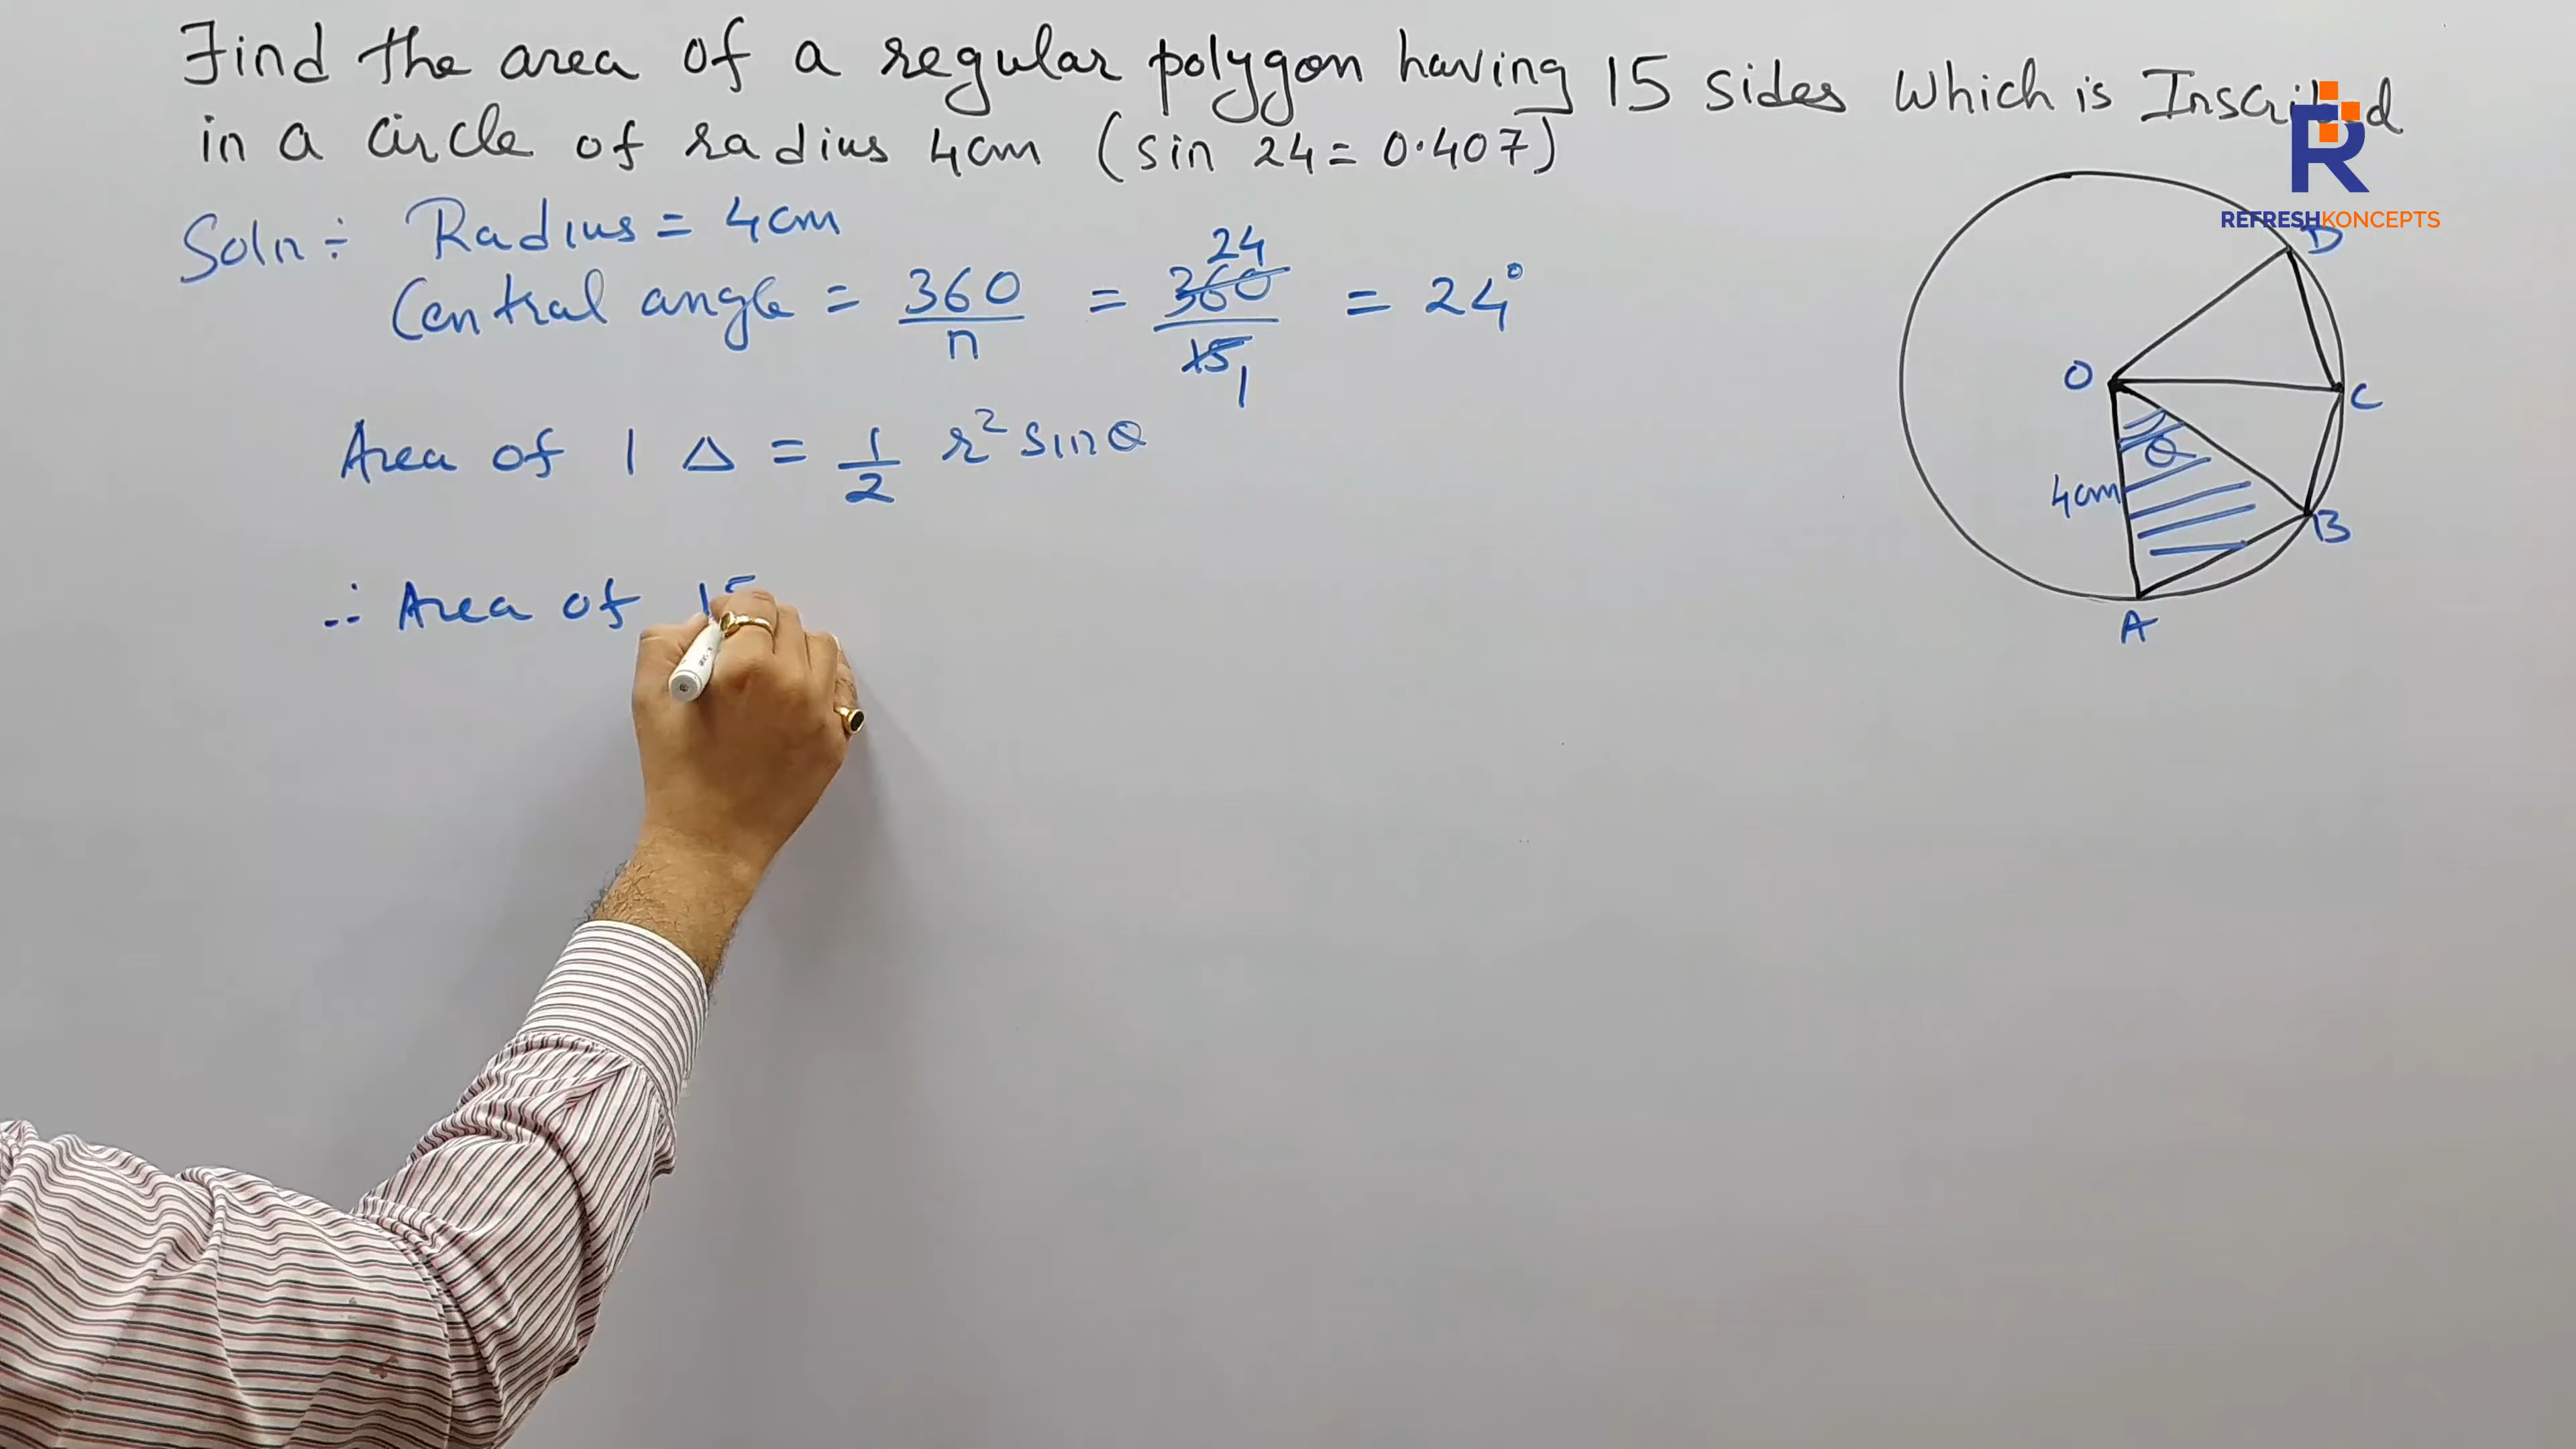 Find the area of a regular polygon having 15 sides which is Inscribed
in a circle of radius 4cm (sin 24 = 0.407)
Soln ÷ Radius = 4cm
Central angle = 360/n = 360/15 = 24°
24
1
Area of 1 Δ = 1/2 r² sin θ
∴ Area of 15
R
REFRESHKONCEPTS
D
O
C
θ
4cm
B
A